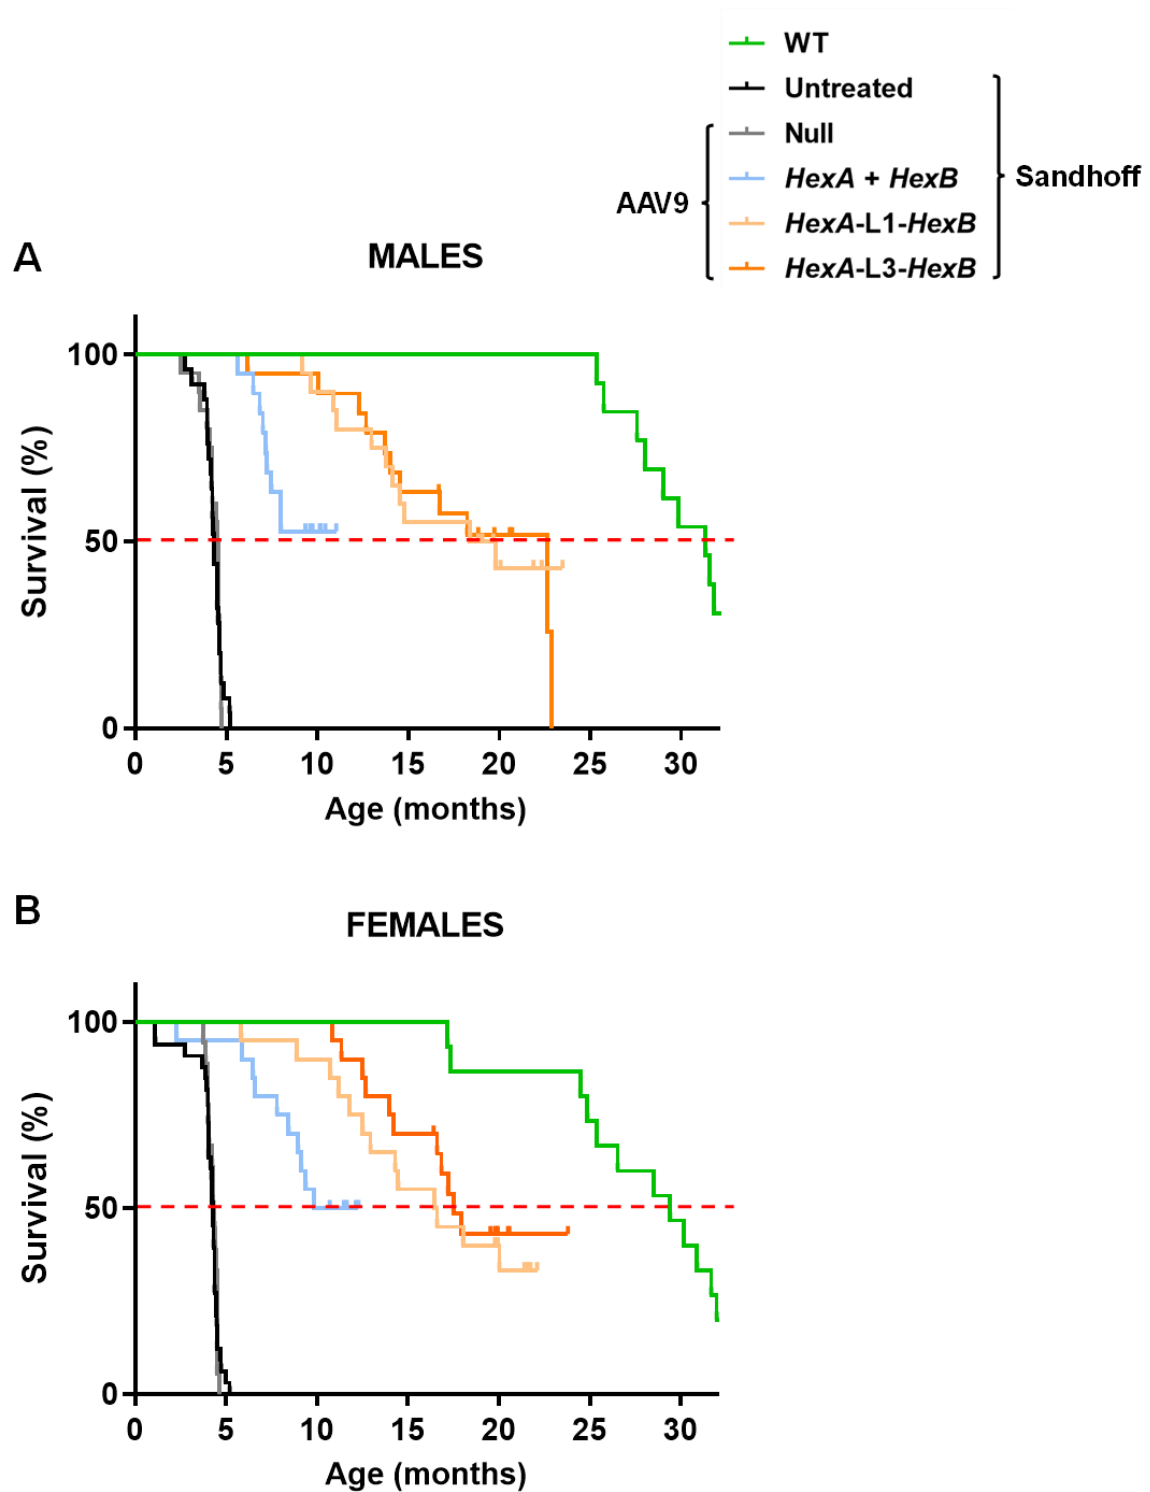 WT
Untreated
Null
HexA + HexB
HexA-L1-HexB
HexA-L3-HexB
AAV9
Sandhoff
A
MALES
100
50
0
Survival (%)
0 5 10 15 20 25 30
Age (months)
B
FEMALES
100
50
0
Survival (%)
0 5 10 15 20 25 30
Age (months)